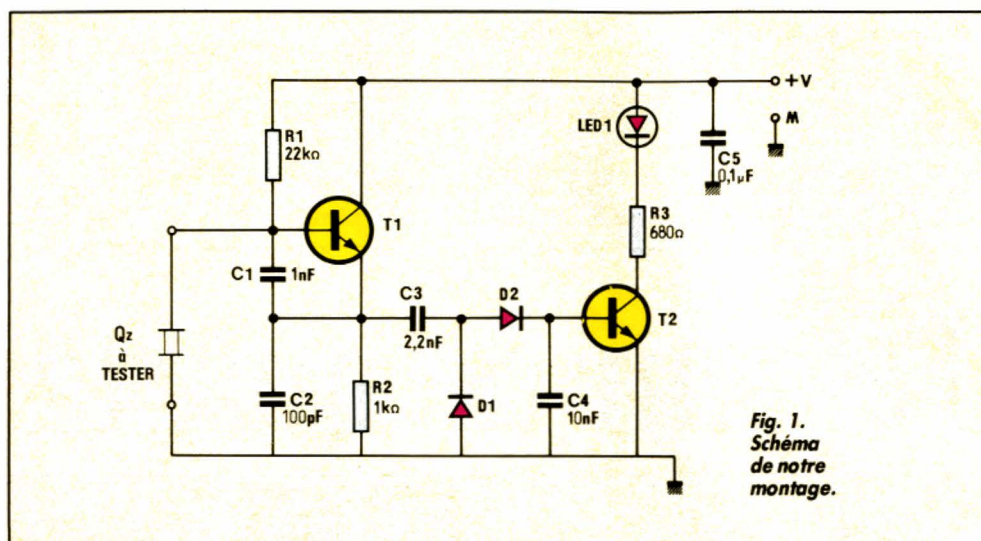 +V
M
R1
22kΩ
LED1
C5
0,1µF
T1
R3
680Ω
C1
1nF
C3
2,2nF
D2
T2
Qz
à
TESTER
C2
100pF
R2
1kΩ
D1
C4
10nF
Fig. 1.
Schéma
de notre
montage.